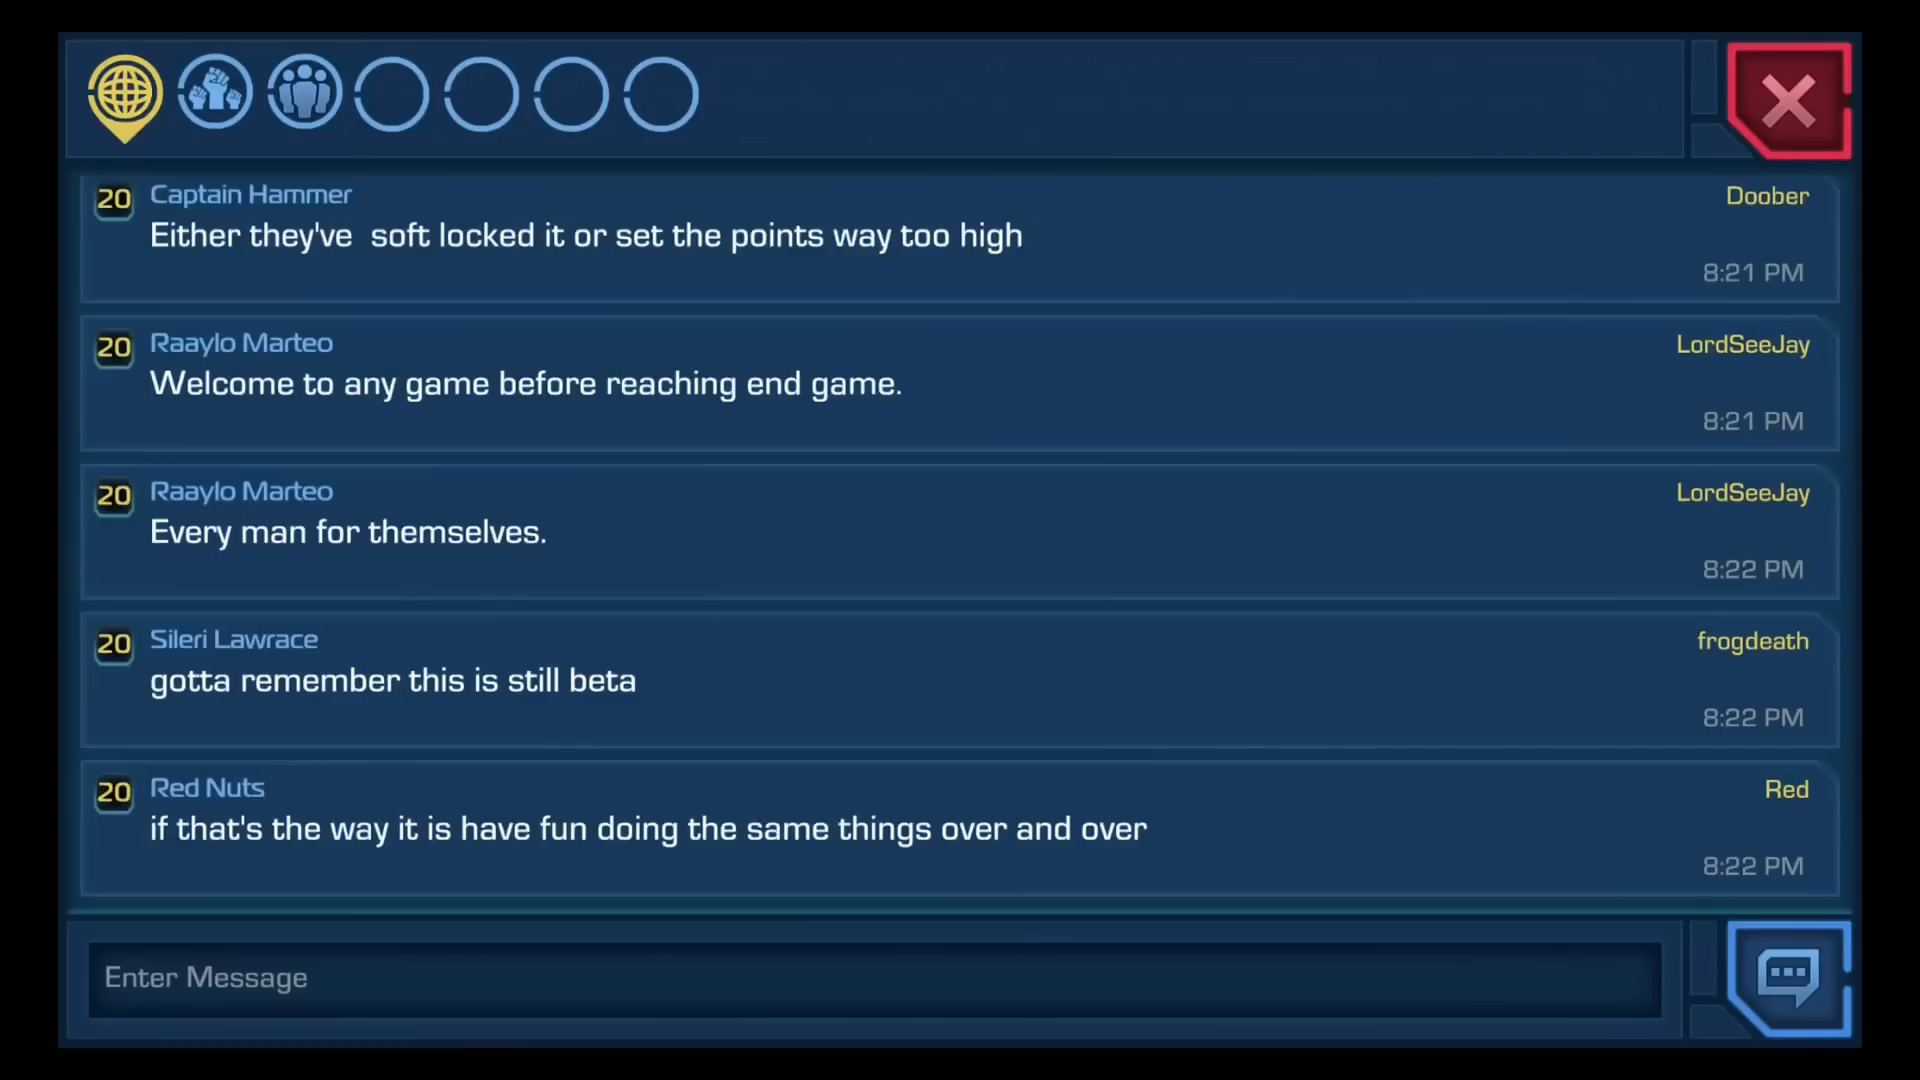 20 Captain Hammer Doober
Either they've  soft locked it or set the points way too high
8:21 PM
20 Raaylo Marteo LordSeeJay
Welcome to any game before reaching end game.
8:21 PM
20 Raaylo Marteo LordSeeJay
Every man for themselves.
8:22 PM
20 Sileri Lawrace frogdeath
gotta remember this is still beta
8:22 PM
20 Red Nuts Red
if that's the way it is have fun doing the same things over and over
8:22 PM
Enter Message